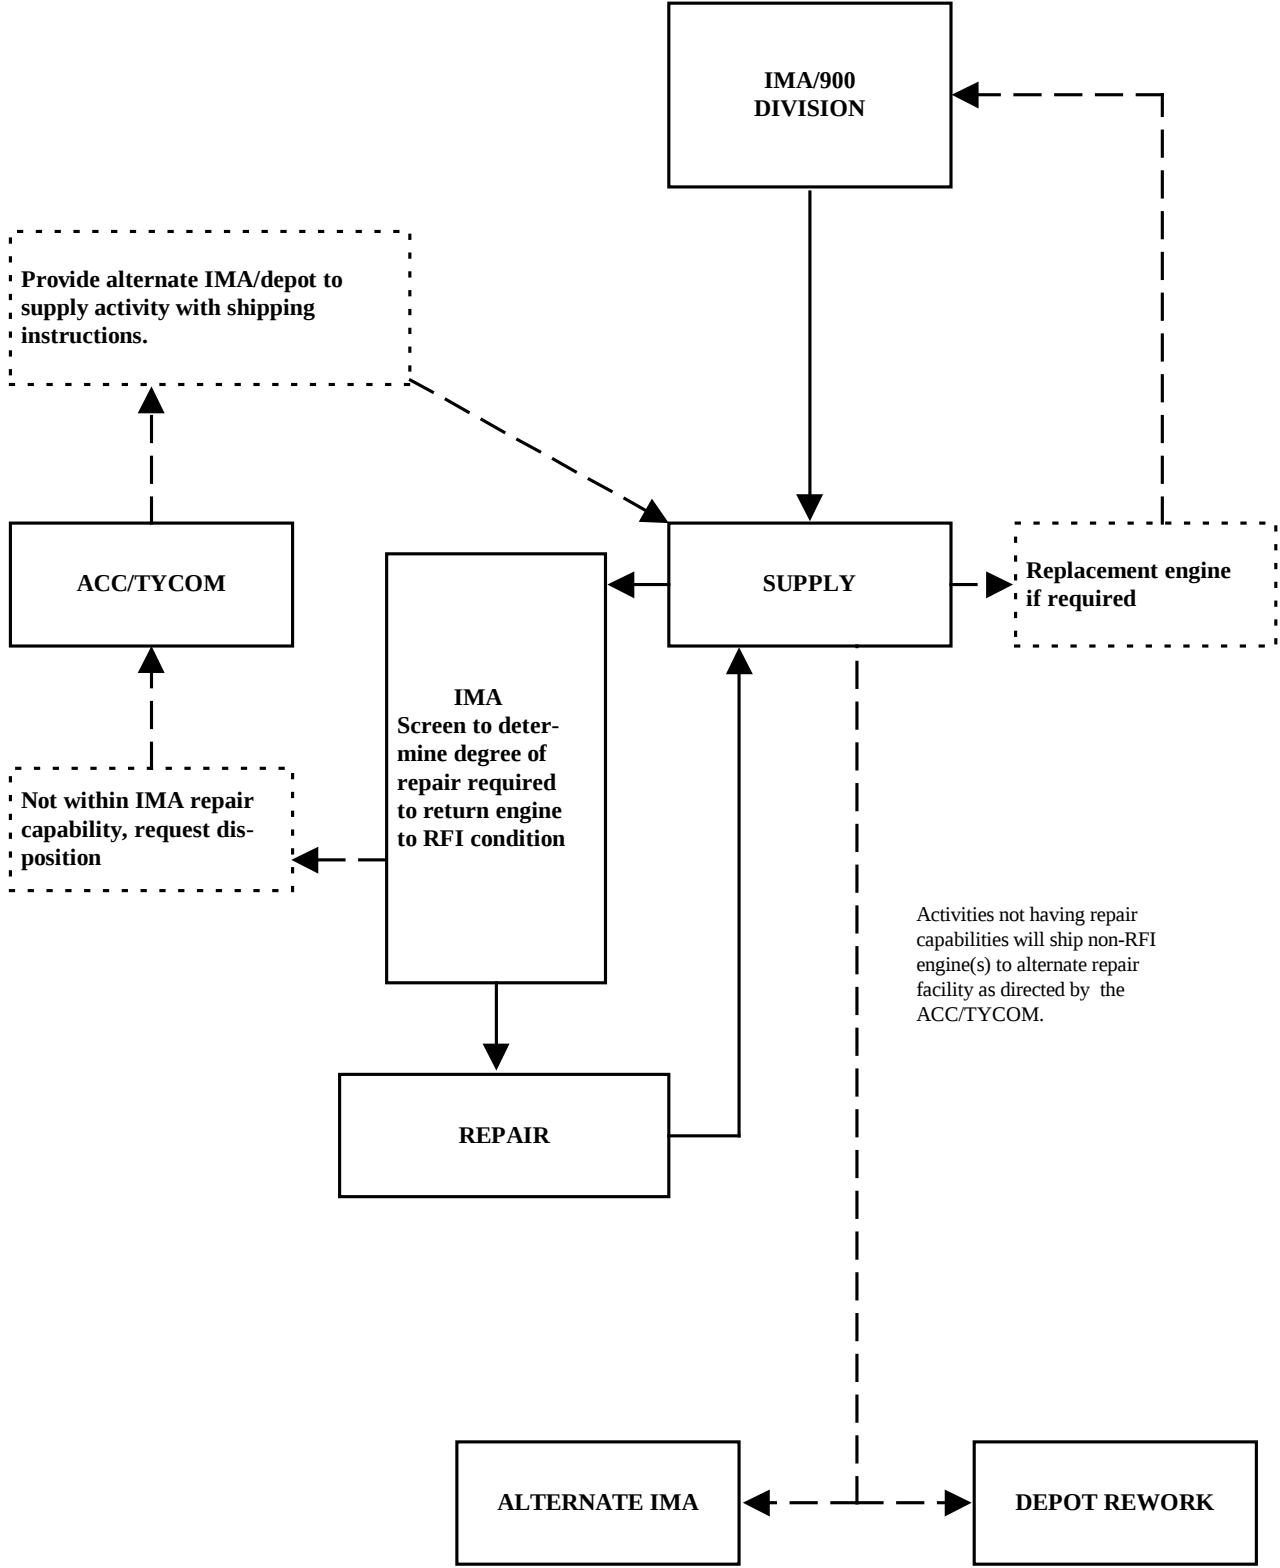 IMA/900
DIVISION
Provide alternate IMA/depot to
supply activity with shipping
instructions.
ACC/TYCOM
SUPPLY
Replacement engine
if required
IMA
Screen to deter-
mine degree of
repair required
to return engine
to RFI condition
Not within IMA repair
capability, request dis-
position
Activities not having repair
capabilities will ship non-RFI
engine(s) to alternate repair
facility as directed by  the
ACC/TYCOM.
REPAIR
ALTERNATE IMA
DEPOT REWORK